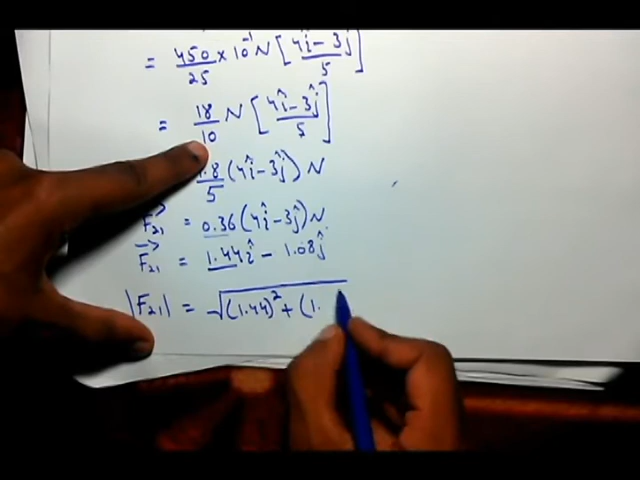 = 450/25 × 10⁻¹ N [ (4î − 3ĵ)/5 ]
= 18/10 N [ (4î − 3ĵ)/5 ]
1.8/5 (4î − 3ĵ) N
F⃗₂₁ = 0.36 (4î − 3ĵ) N
F⃗₂₁ = 1.44î − 1.08ĵ
|F₂₁| = √(1.44)² + (1.